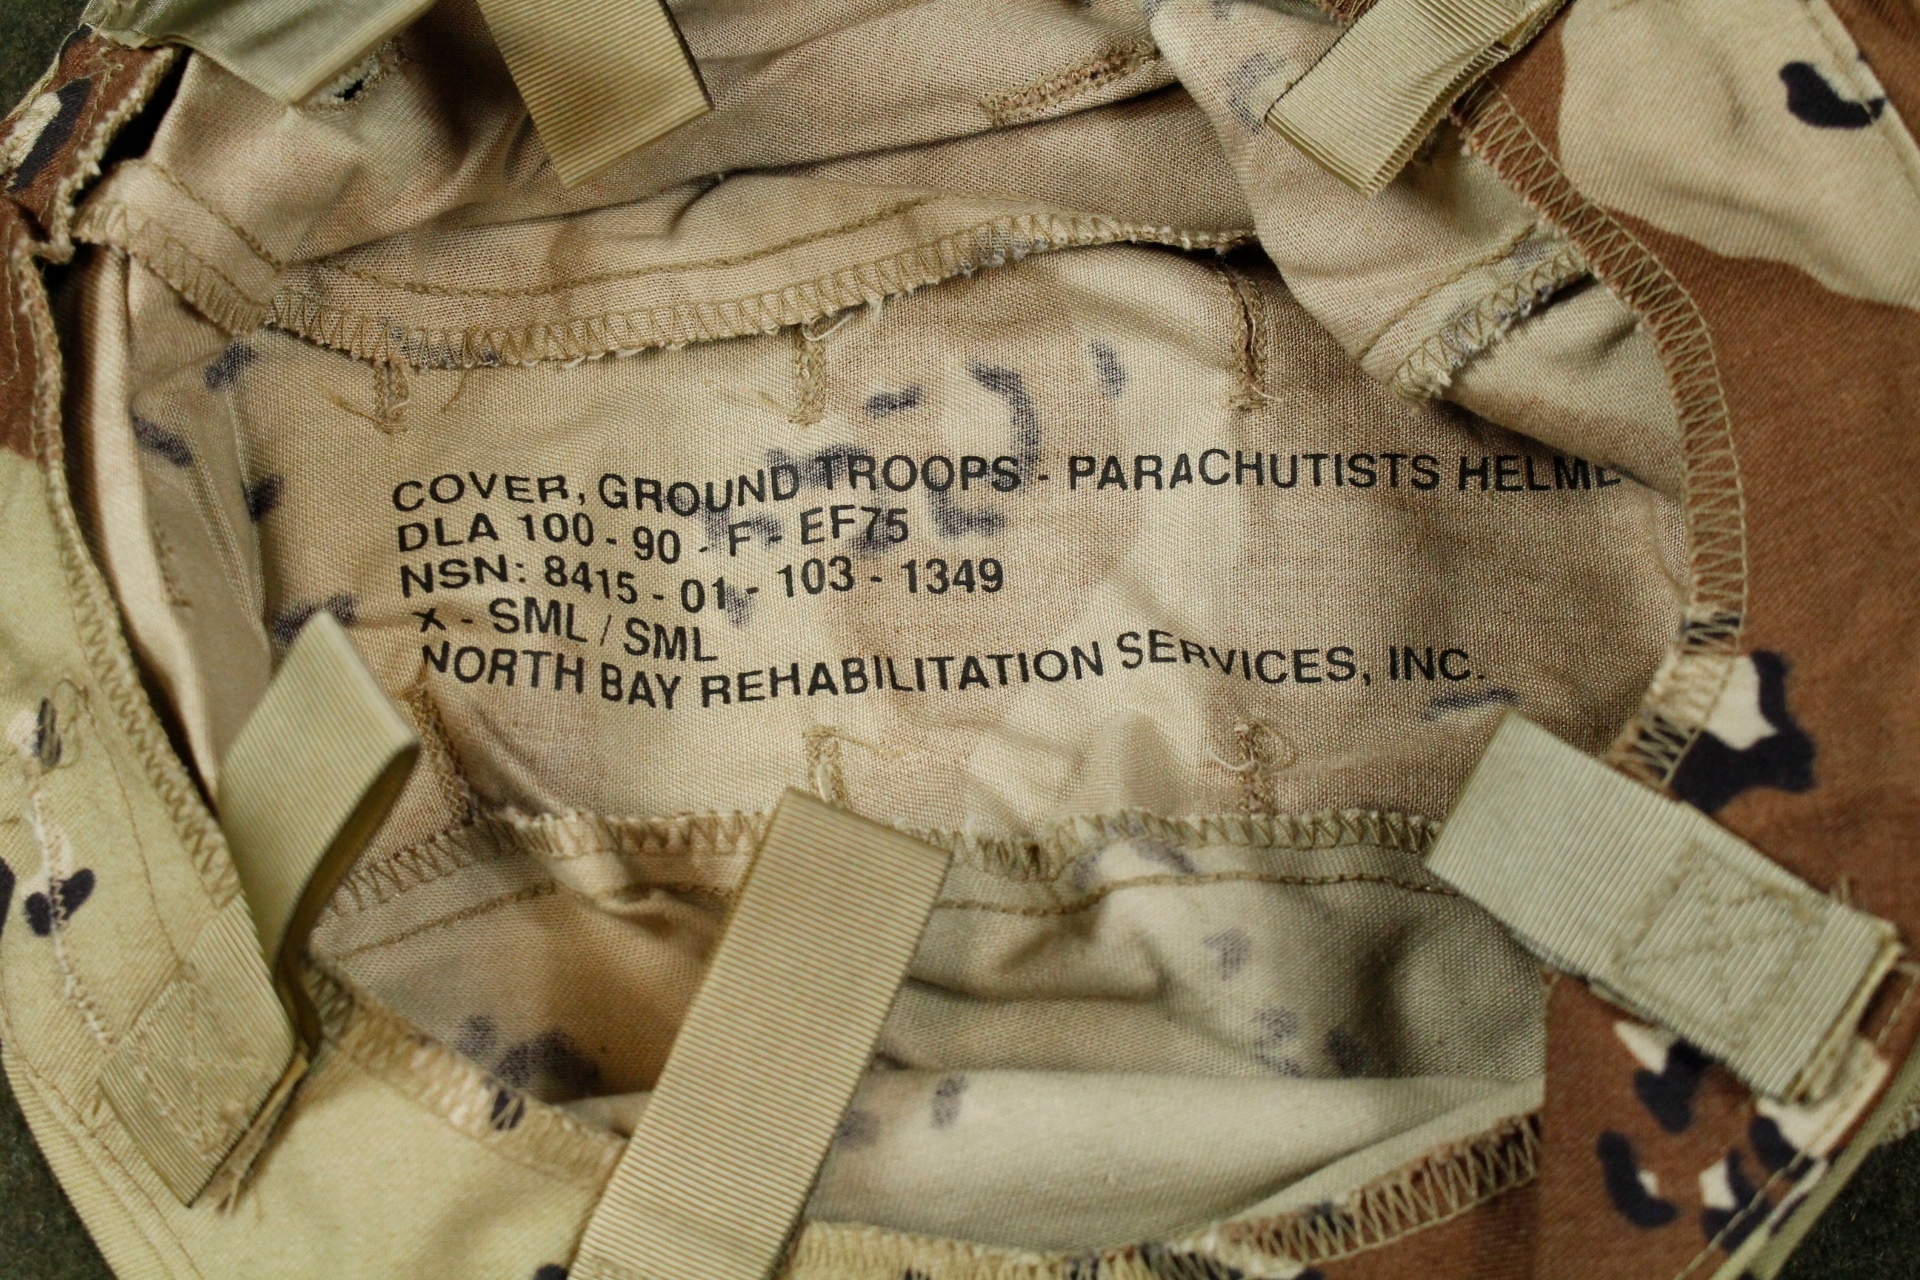 COVER, GROUND TROOPS - PARACHUTISTS HELME
DLA 100 - 90 - F - EF75
NSN: 8415 - 01 - 103 - 1349
X - SML / SML
NORTH BAY REHABILITATION SERVICES, INC.